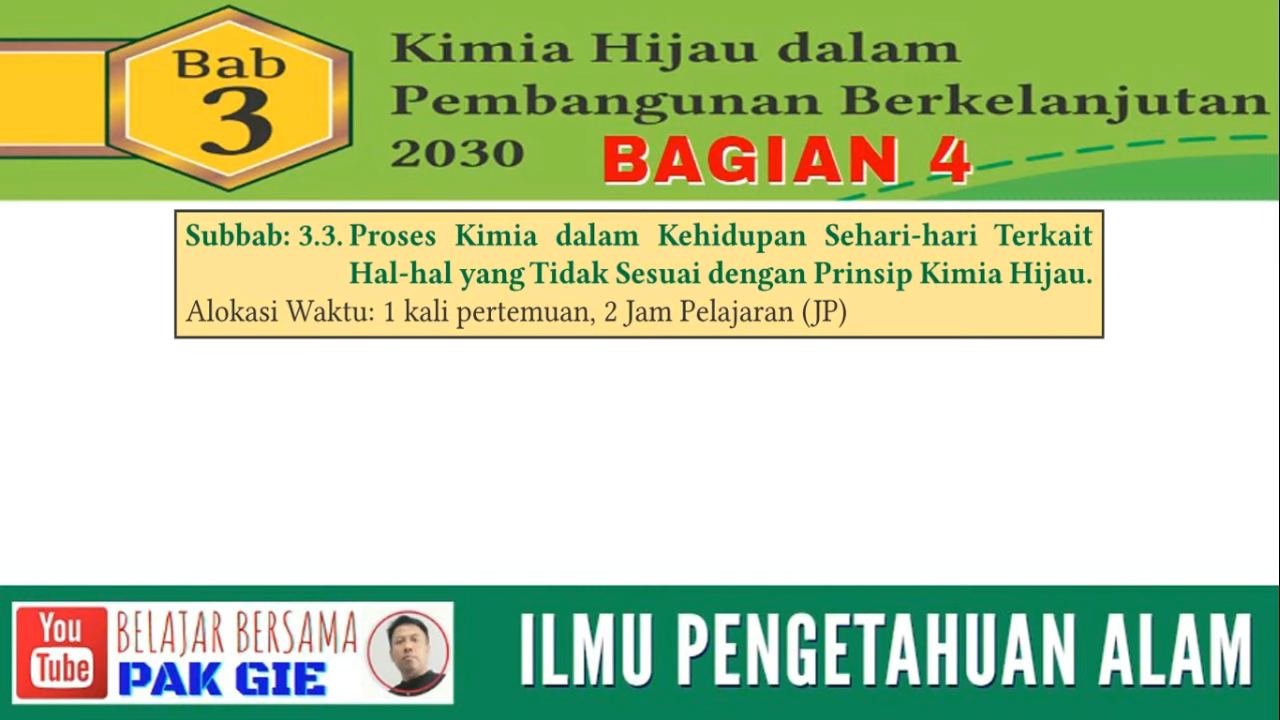 Bab
3
Kimia Hijau dalam
Pembangunan Berkelanjutan
2030
BAGIAN 4
Subbab: 3.3. Proses Kimia dalam Kehidupan Sehari-hari Terkait
Hal-hal yang Tidak Sesuai dengan Prinsip Kimia Hijau.
Alokasi Waktu: 1 kali pertemuan, 2 Jam Pelajaran (JP)
You
Tube
BELAJAR BERSAMA
PAK GIE
ILMU PENGETAHUAN ALAM